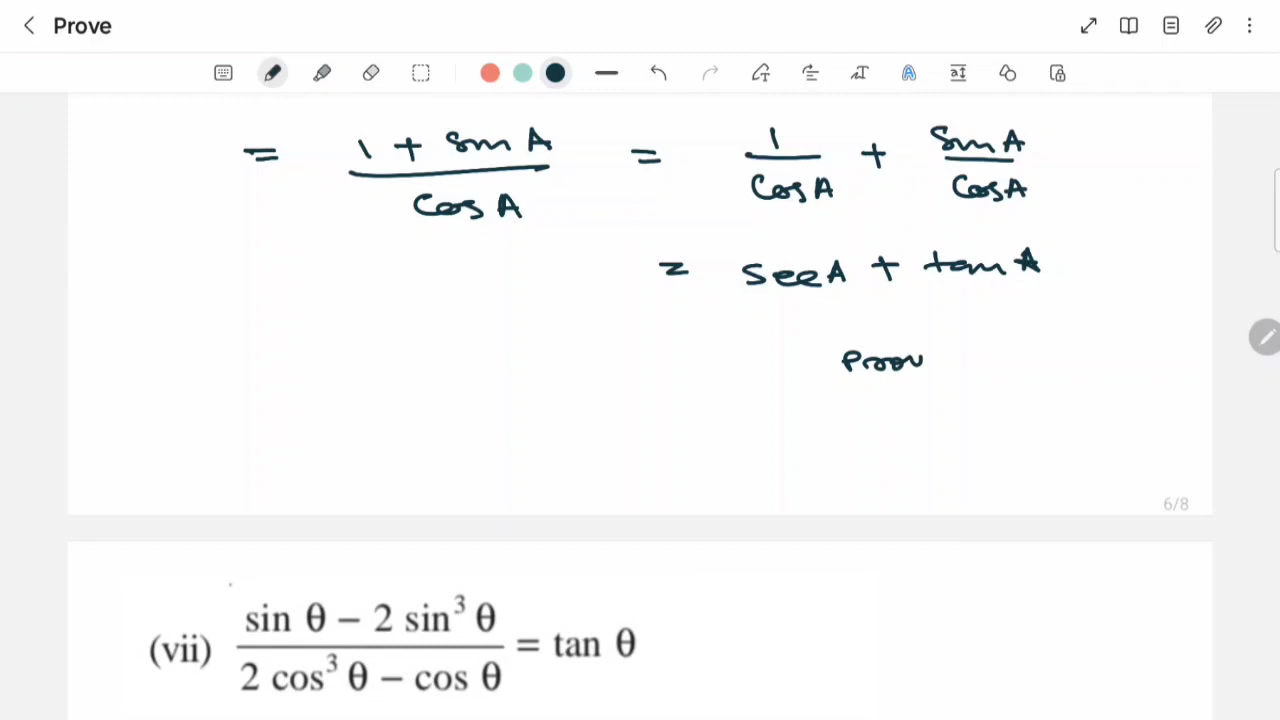 Prove
= (1 + sin A)/(cos A) = 1/(cos A) + (sin A)/(cos A)
= sec A + tan A
Prov
6/8
(vii) (sin θ − 2 sin³ θ)/(2 cos³ θ − cos θ) = tan θ